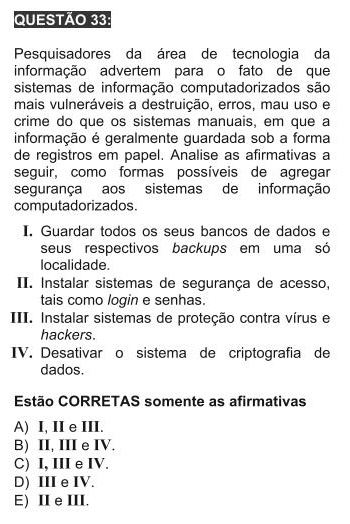 QUESTÃO 33:
Pesquisadores da área de tecnologia da
informação advertem para o fato de que
sistemas de informação computadorizados são
mais vulneráveis a destruição, erros, mau uso e
crime do que os sistemas manuais, em que a
informação é geralmente guardada sob a forma
de registros em papel. Analise as afirmativas a
seguir, como formas possíveis de agregar
segurança aos sistemas de informação
computadorizados.
I. Guardar todos os seus bancos de dados e
seus respectivos backups em uma só
localidade.
II. Instalar sistemas de segurança de acesso,
tais como login e senhas.
III. Instalar sistemas de proteção contra vírus e
hackers.
IV. Desativar o sistema de criptografia de
dados.
Estão CORRETAS somente as afirmativas
A) I, II e III.
B) II, III e IV.
C) I, III e IV.
D) III e IV.
E) II e III.